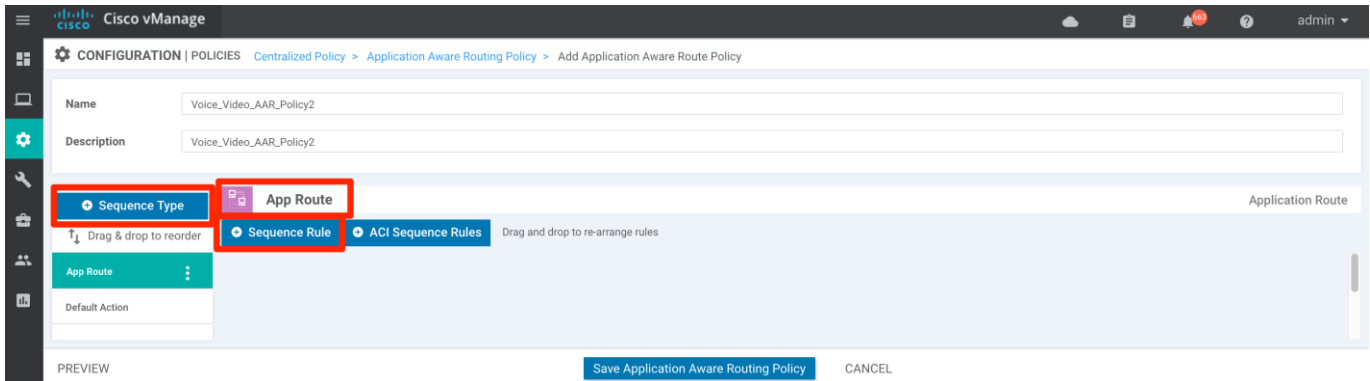 CISCO Cisco vManage 663 admin
CONFIGURATION | POLICIES Centralized Policy > Application Aware Routing Policy > Add Application Aware Route Policy
Name Voice_Video_AAR_Policy2
Description Voice_Video_AAR_Policy2
Sequence Type App Route Application Route
Drag & drop to reorder Sequence Rule ACI Sequence Rules Drag and drop to re-arrange rules
App Route
Default Action
PREVIEW Save Application Aware Routing Policy CANCEL